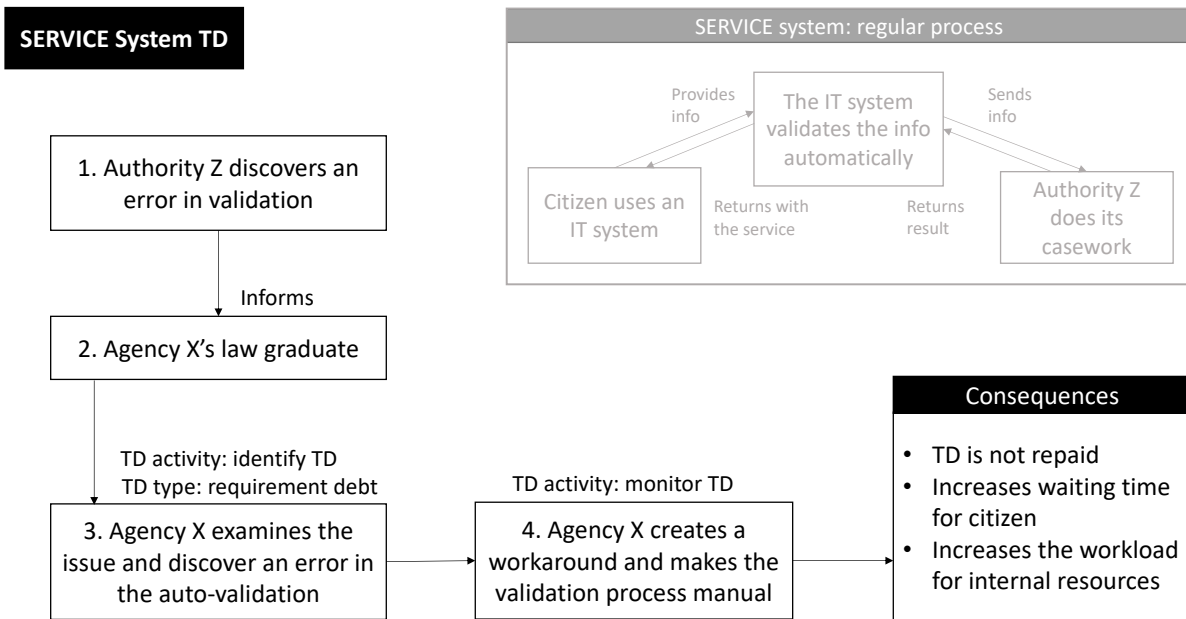 SERVICE System TD
SERVICE system: regular process
Provides
info
The IT system
validates the info
automatically
Sends
info
Citizen uses an
IT system
Returns with
the service
Returns
result
Authority Z
does its
casework
1. Authority Z discovers an
error in validation
Informs
2. Agency X’s law graduate
TD activity: identify TD
TD type: requirement debt
3. Agency X examines the
issue and discover an error in
the auto-validation
TD activity: monitor TD
4. Agency X creates a
workaround and makes the
validation process manual
Consequences
• TD is not repaid
• Increases waiting time
for citizen
• Increases the workload
for internal resources